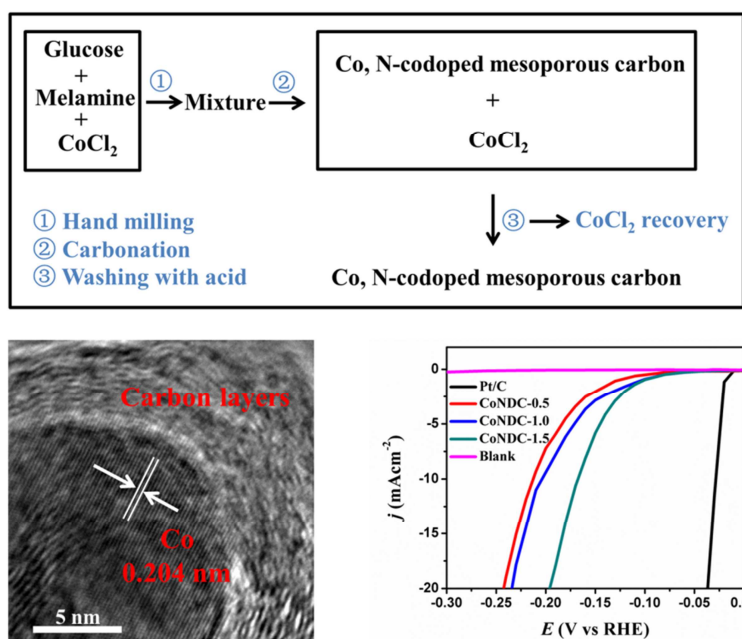 Glucose
+
Melamine
+
CoCl₂
①
Mixture
②
Co, N-codoped mesoporous carbon
+
CoCl₂
① Hand milling
② Carbonation
③ Washing with acid
③
CoCl₂ recovery
Co, N-codoped mesoporous carbon
Carbon layers
Co
0.204 nm
5 nm
j (mAcm⁻²)
0
-5
-10
-15
-20
Pt/C
CoNDC-0.5
CoNDC-1.0
CoNDC-1.5
Blank
-0.30 -0.25 -0.20 -0.15 -0.10 -0.05
E (V vs RHE)